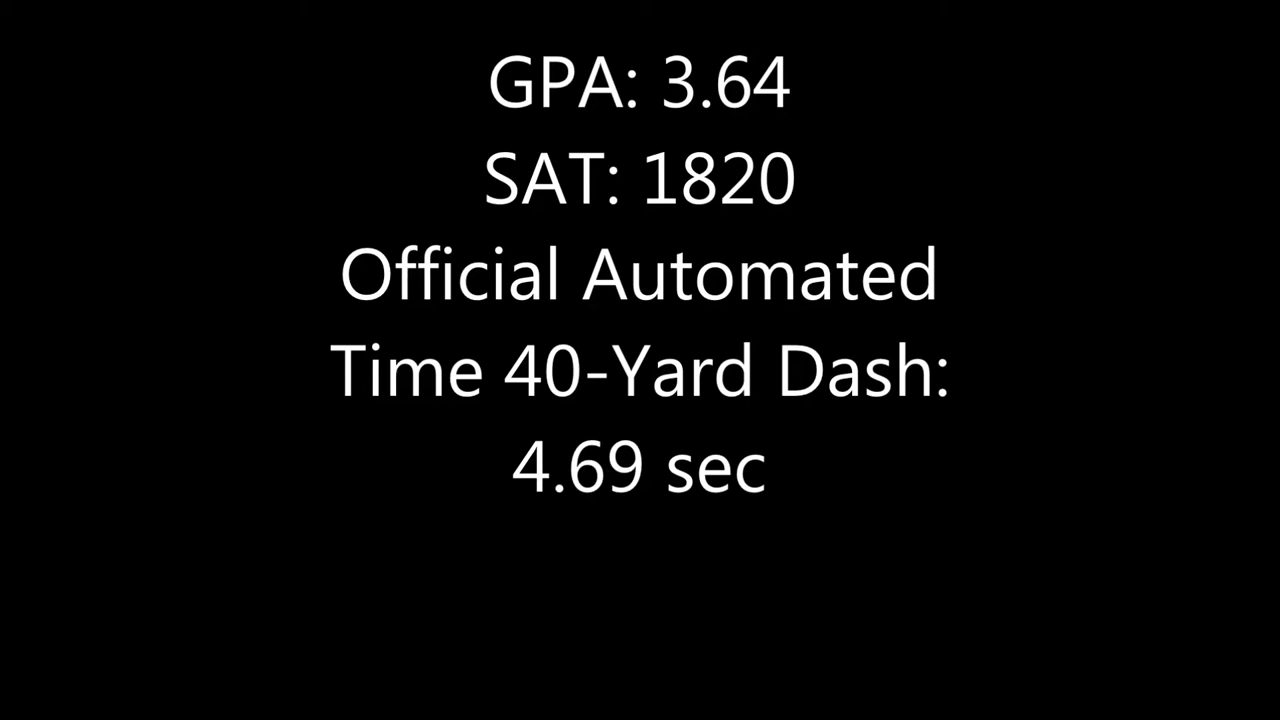 GPA: 3.64
SAT: 1820
Official Automated
Time 40-Yard Dash:
4.69 sec